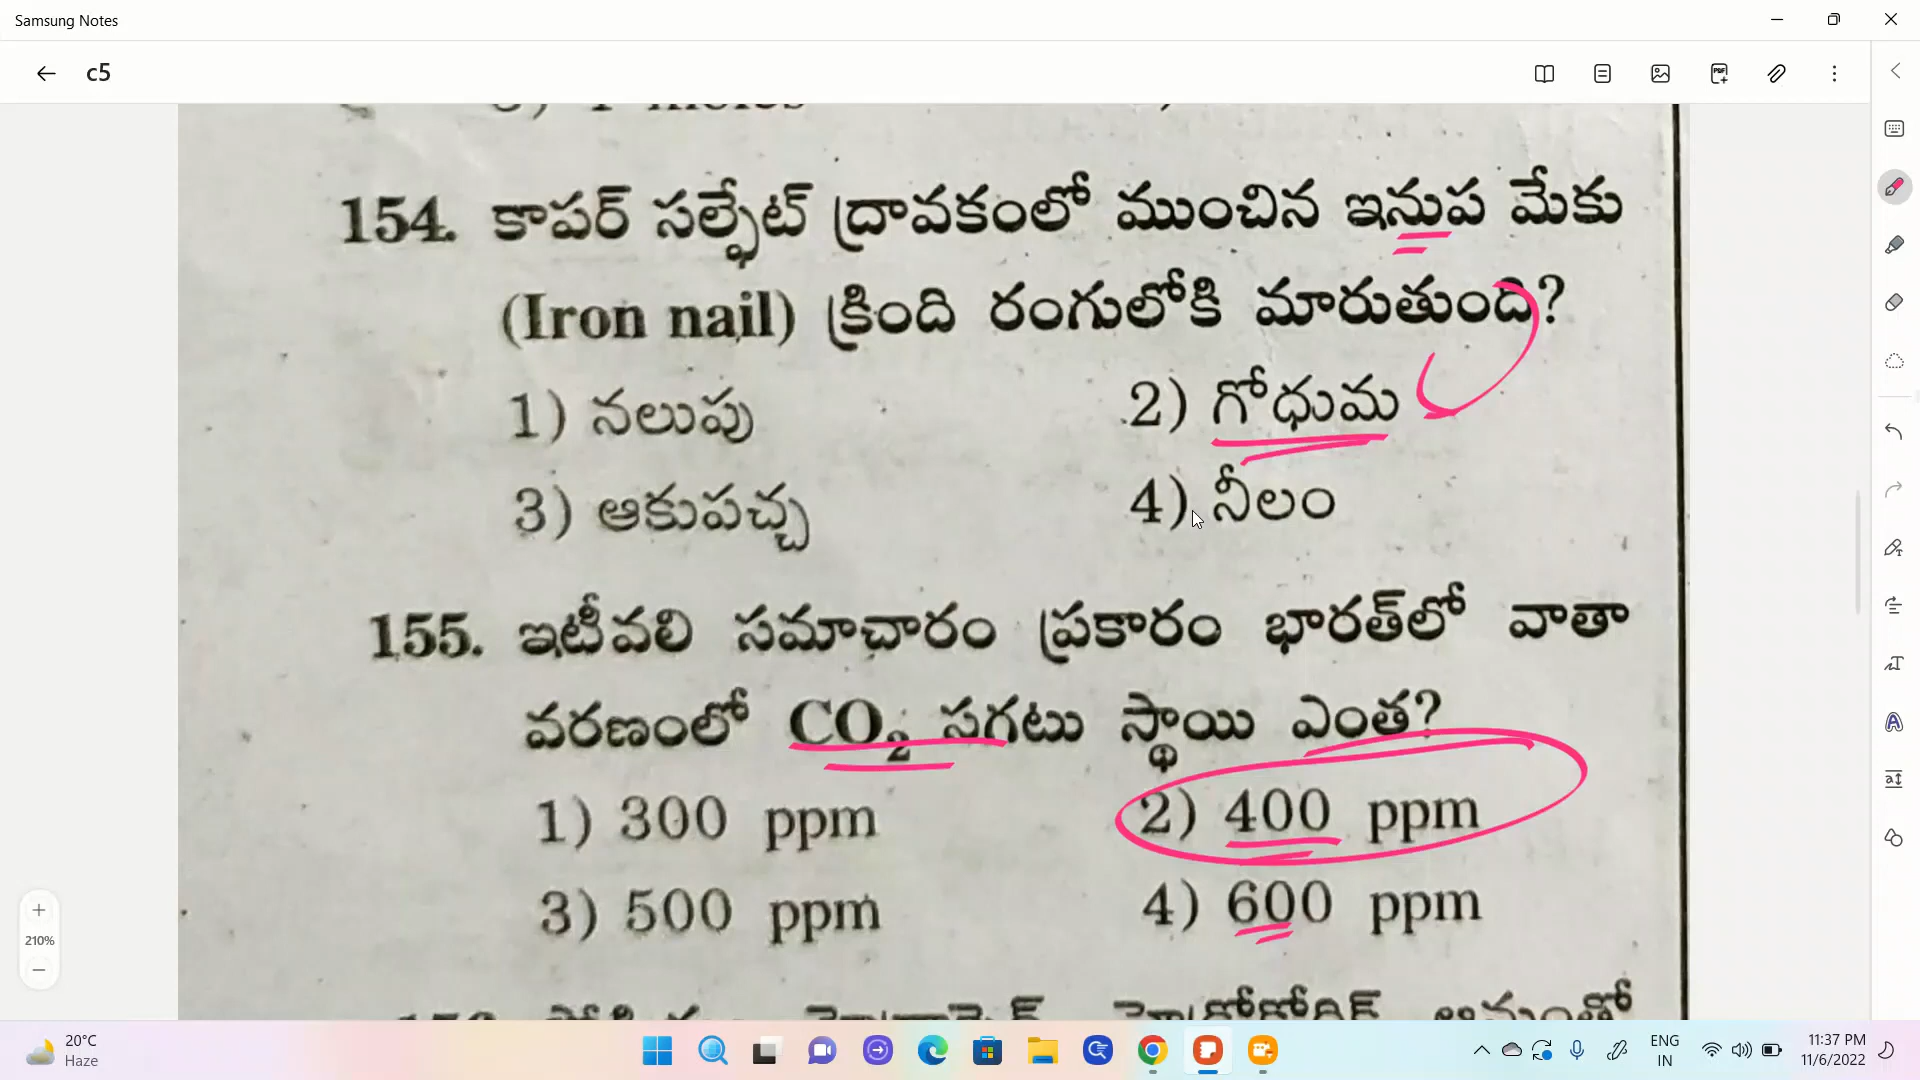 Samsung Notes
c5
154. కాపర్ సల్ఫేట్ ద్రావకంలో ముంచిన ఇనుప మేకు
(Iron nail) క్రింది రంగులోకి మారుతుంది?
1) నలుపు 2) గోధుమ
3) ఆకుపచ్చ 4) నీలం
155. ఇటీవలి సమాచారం ప్రకారం భారత్‌లో వాతా
వరణంలో CO₂ సగటు స్థాయి ఎంత?
1) 300 ppm 2) 400 ppm
3) 500 ppm 4) 600 ppm
210%
20°C
Haze
ENG
IN
11:37 PM
11/6/2022